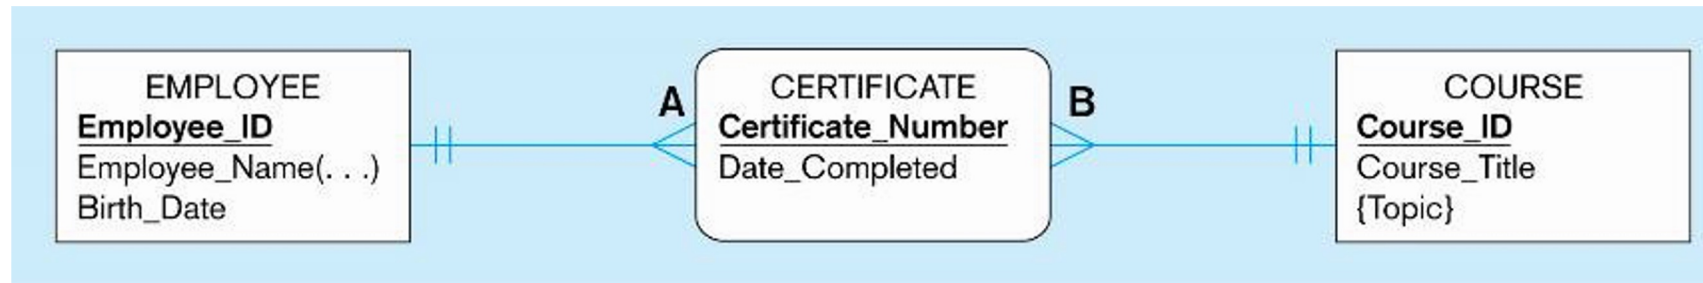 EMPLOYEE
Employee_ID
Employee_Name(. . .)
Birth_Date
A
CERTIFICATE
Certificate_Number
Date_Completed
B
COURSE
Course_ID
Course_Title
{Topic}